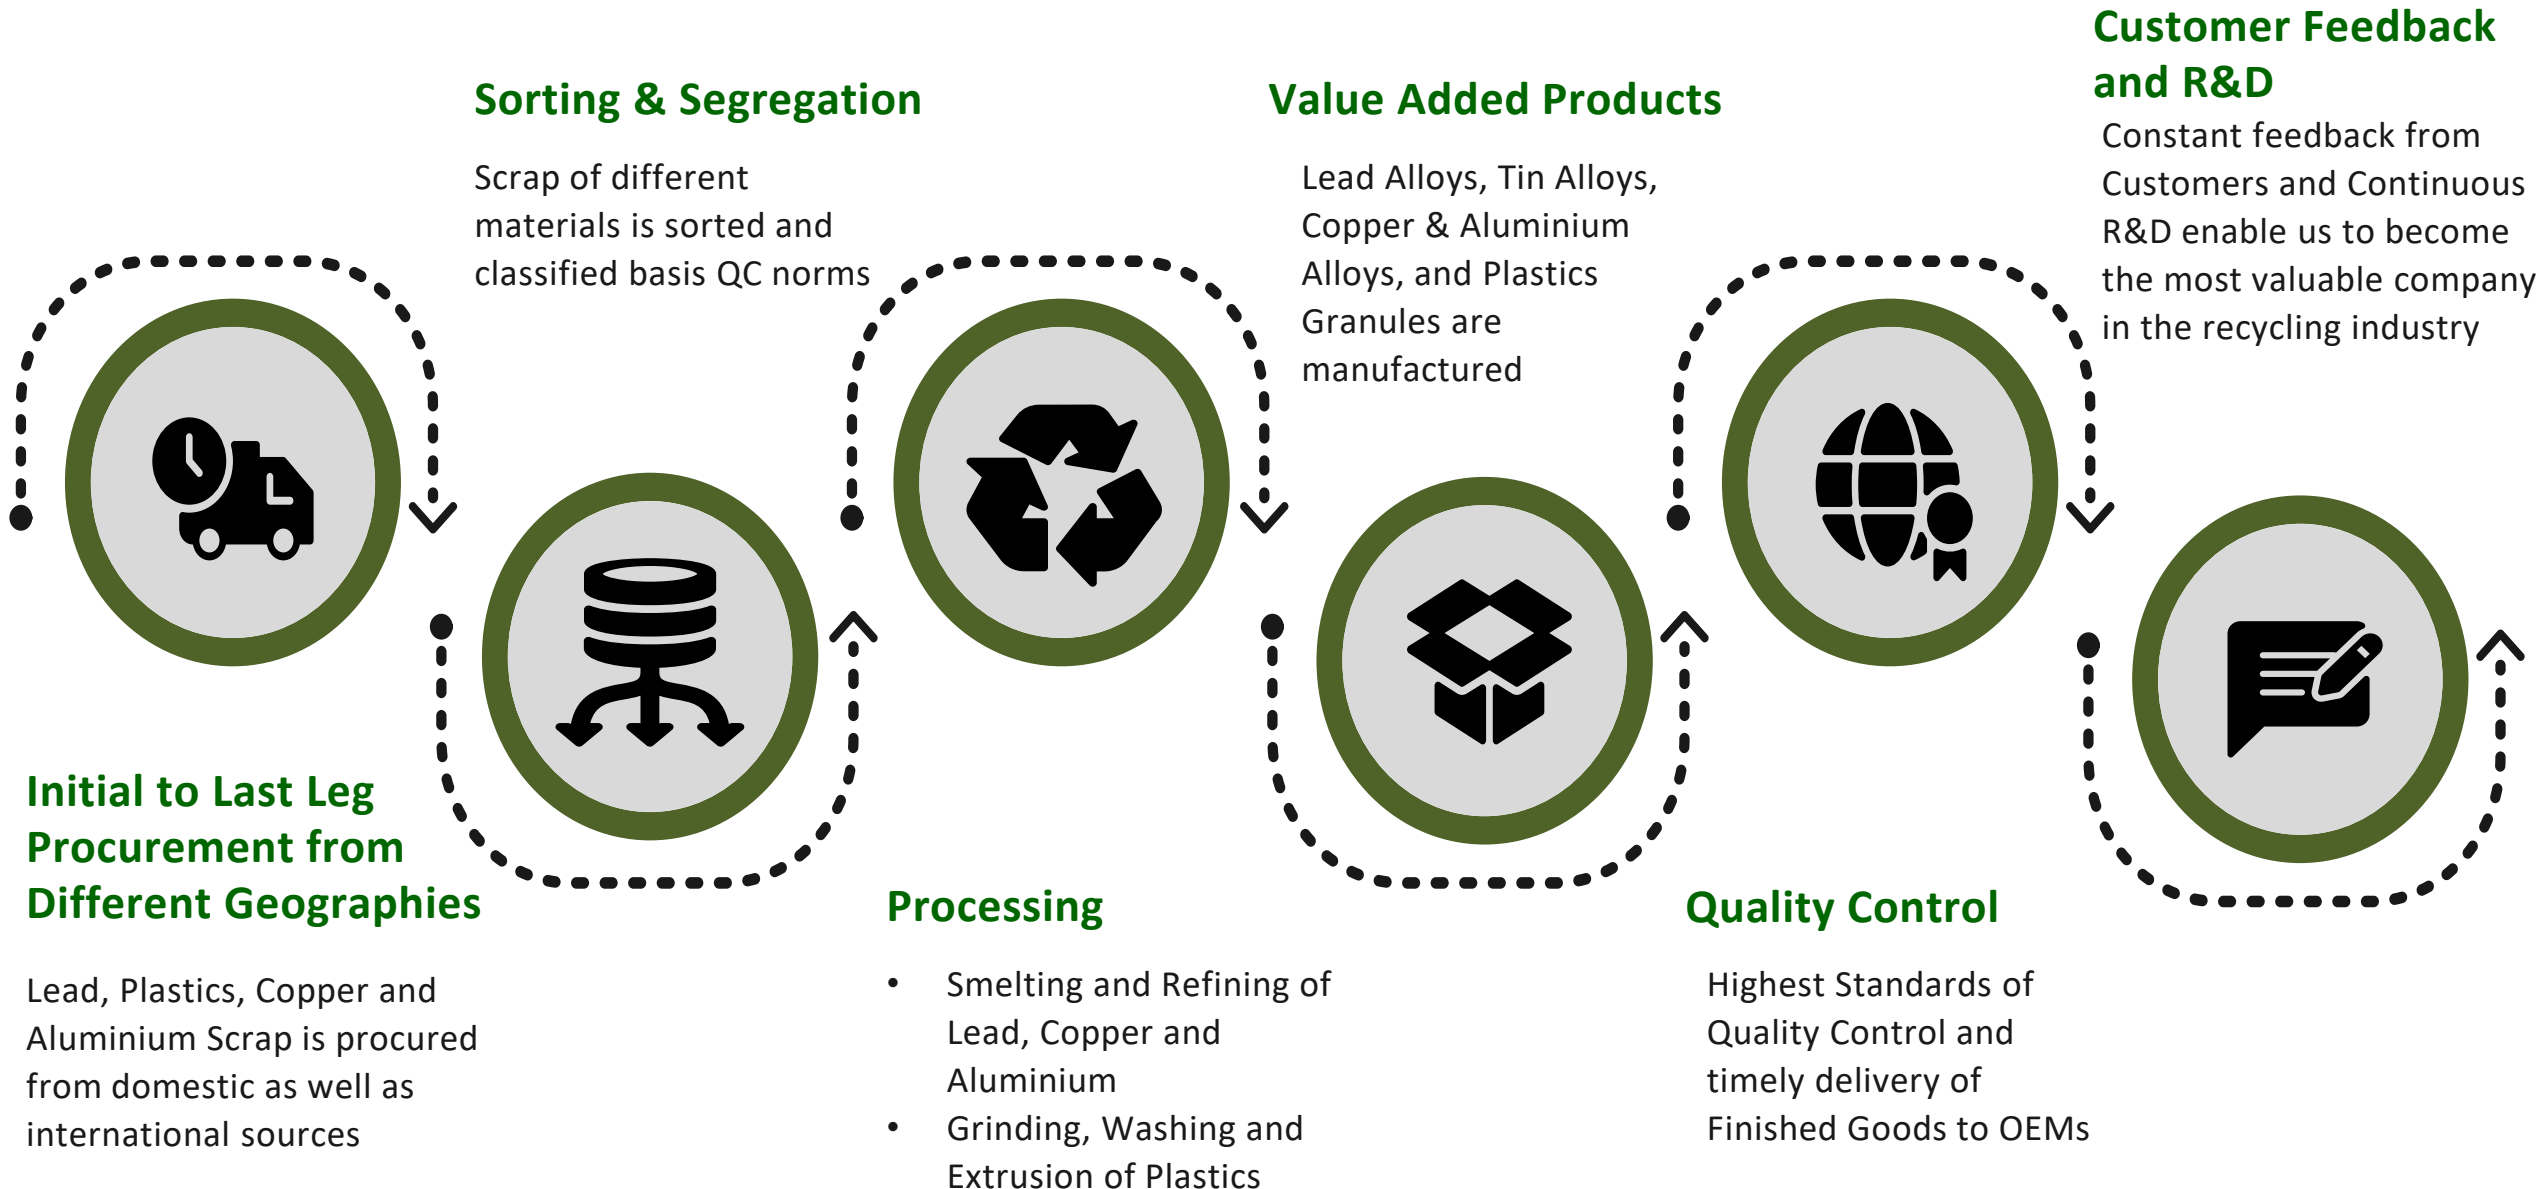 Initial to Last Leg
Procurement from
Different Geographies
Lead, Plastics, Copper and
Aluminium Scrap is procured
from domestic as well as
international sources
Sorting & Segregation
Scrap of different
materials is sorted and
classified basis QC norms
Processing
• Smelting and Refining of
Lead, Copper and
Aluminium
• Grinding, Washing and
Extrusion of Plastics
Value Added Products
Lead Alloys, Tin Alloys,
Copper & Aluminium
Alloys, and Plastics
Granules are
manufactured
Quality Control
Highest Standards of
Quality Control and
timely delivery of
Finished Goods to OEMs
Customer Feedback
and R&D
Constant feedback from
Customers and Continuous
R&D enable us to become
the most valuable company
in the recycling industry